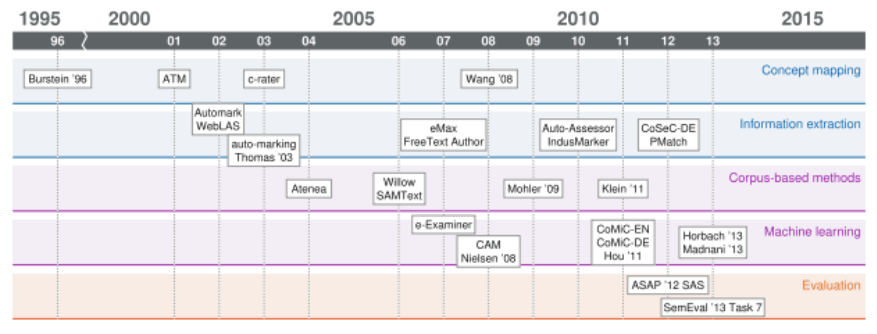 1995 2000 2005 2010 2015
96 01 02 03 04 06 07 08 09 10 11 12 13
Concept mapping
Burstein '96 ATM c-rater Wang '08
Automark
WebLAS
Information extraction
eMax
FreeText Author
Auto-Assessor
IndusMarker
CoSeC-DE
PMatch
auto-marking
Thomas '03
Corpus-based methods
Atenea
Willow
SAMText
Mohler '09
Klein '11
Machine learning
e-Examiner
CAM
Nielsen '08
CoMiC-EN
CoMiC-DE
Hou '11
Horbach '13
Madnani '13
Evaluation
ASAP '12 SAS
SemEval '13 Task 7